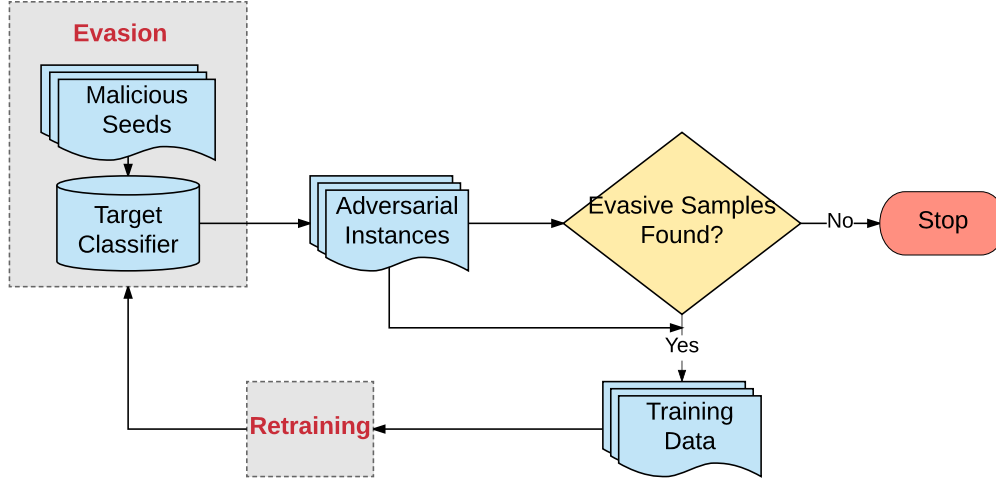 Evasion
Malicious
Seeds
Target
Classifier
Adversarial
Instances
Evasive Samples
Found?
No
Stop
Yes
Training
Data
Retraining